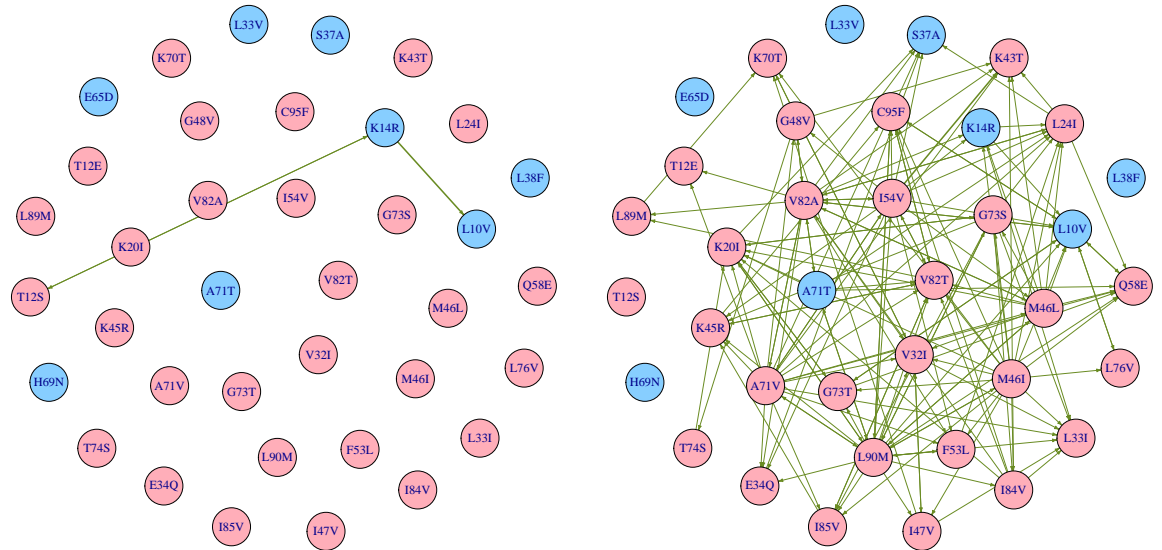 L33V
S37A
K70T
K43T
E65D
G48V
C95F
K14R
L24I
T12E
L38F
L89M
V82A
I54V
G73S
L10V
K20I
T12S
A71T
V82T
Q58E
M46L
K45R
V32I
L76V
H69N
A71V
G73T
M46I
T74S
L90M
F53L
L33I
E34Q
I84V
I85V
I47V
L33V
S37A
K70T
K43T
E65D
G48V
C95F
K14R
L24I
T12E
L38F
L89M
V82A
I54V
G73S
L10V
K20I
T12S
A71T
V82T
Q58E
M46L
K45R
V32I
L76V
H69N
A71V
G73T
M46I
T74S
L90M
F53L
L33I
E34Q
I84V
I85V
I47V